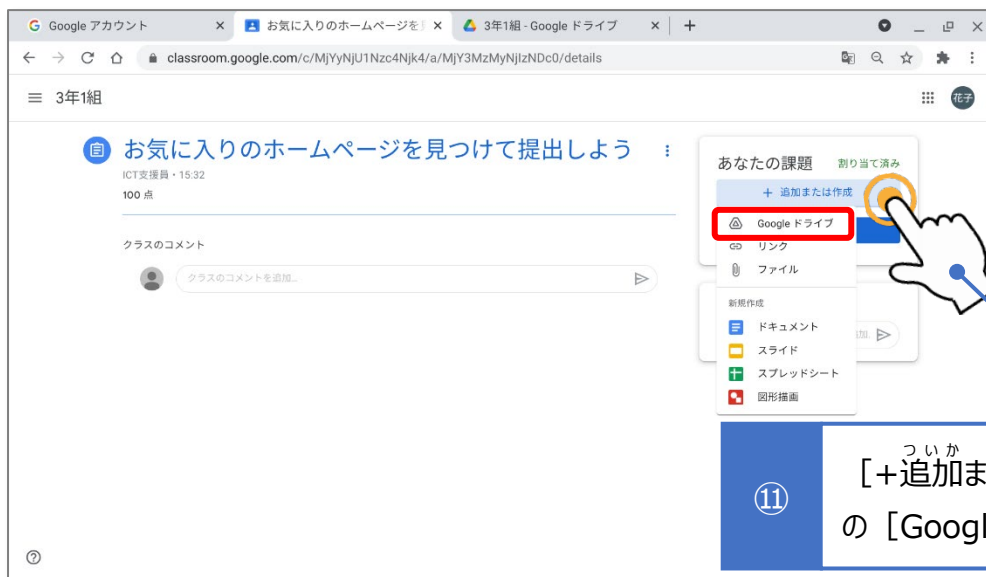 Google アカウント
お気に入りのホームページを
3年1組 - Google ドライブ
classroom.google.com/c/MjYyNjU1Nzc4Njk4/a/MjY3MzMyNjIzNDc0/details
3年1組
花子
お気に入りのホームページを見つけて提出しよう
ICT支援員・15:32
100 点
クラスのコメント
クラスのコメントを追加…
あなたの課題 割り当て済み
+ 追加または作成
Google ドライブ
リンク
ファイル
新規作成
ドキュメント
スライド
スプレッドシート
図形描画
追加
⑪
ついか
[+追加ま
の [Googl